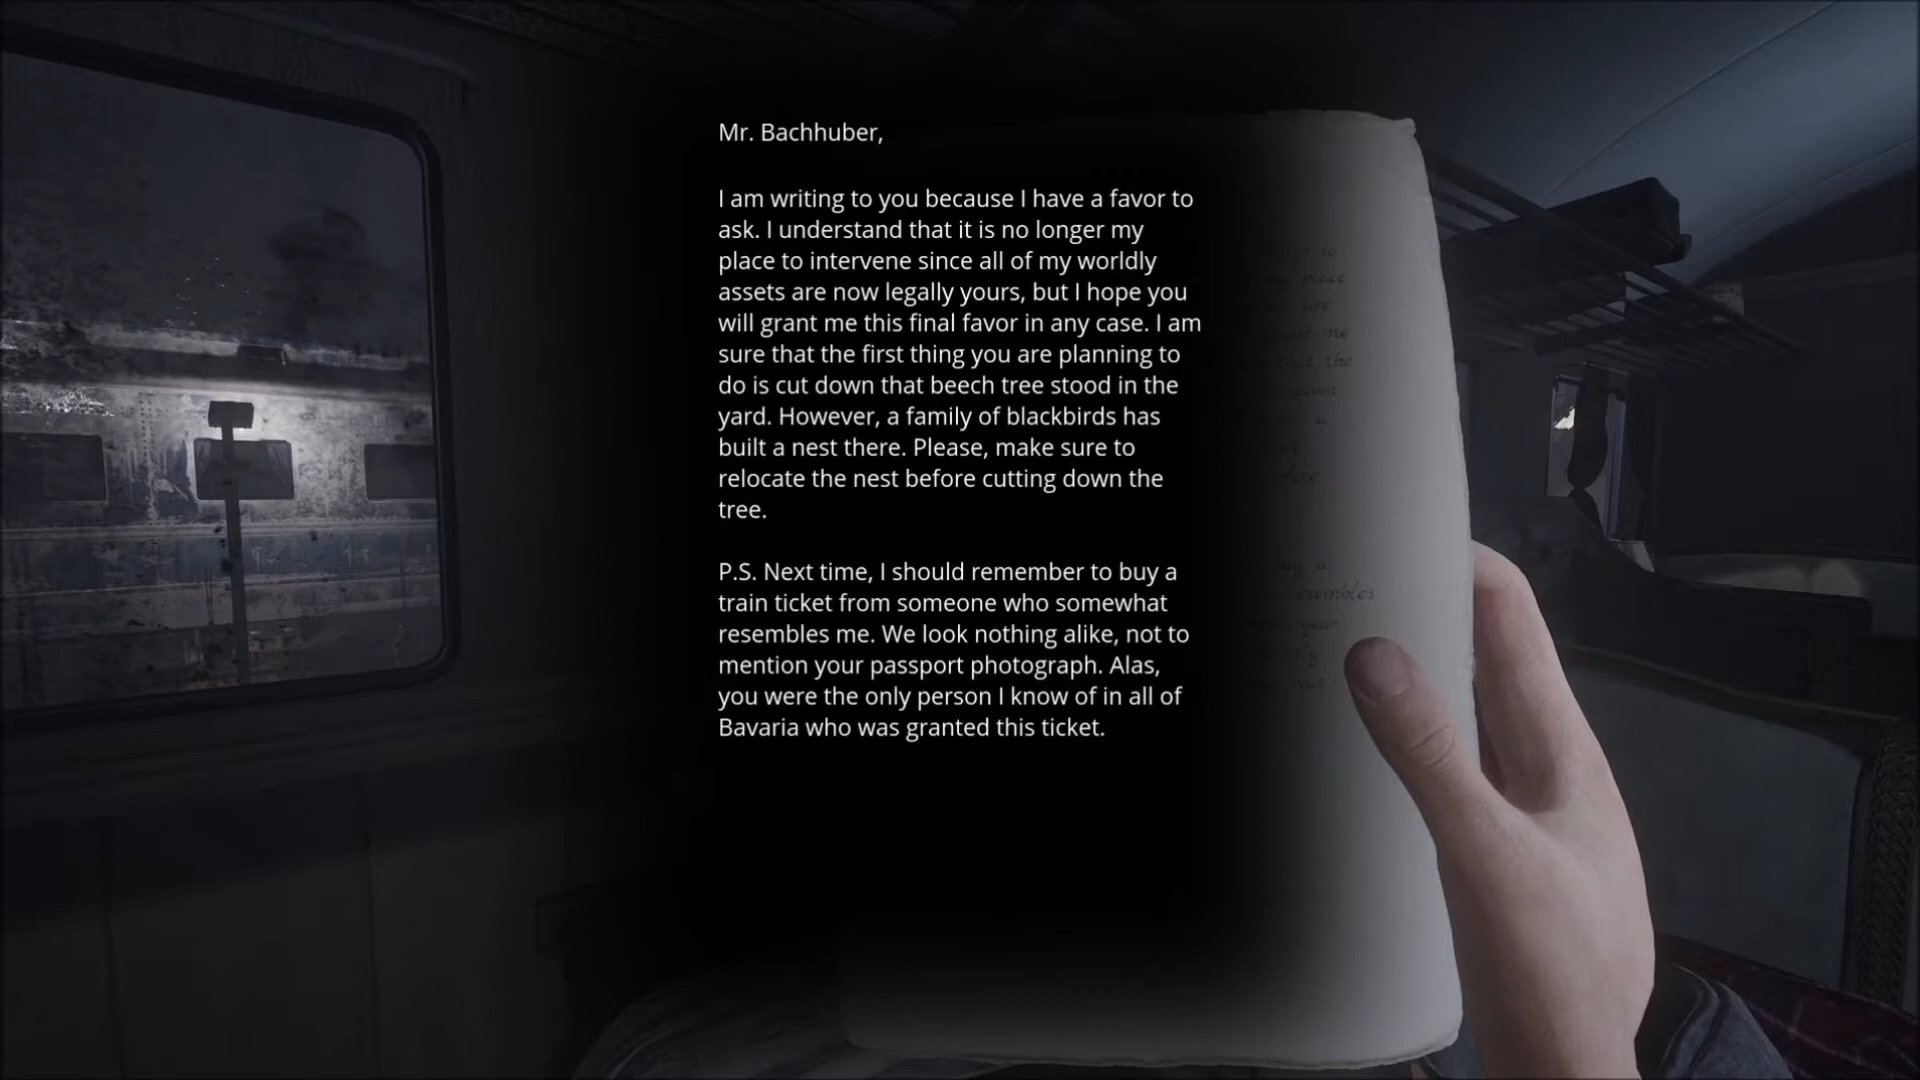 Mr. Bachhuber,
I am writing to you because I have a favor to
ask. I understand that it is no longer my
place to intervene since all of my worldly
assets are now legally yours, but I hope you
will grant me this final favor in any case. I am
sure that the first thing you are planning to
do is cut down that beech tree stood in the
yard. However, a family of blackbirds has
built a nest there. Please, make sure to
relocate the nest before cutting down the
tree.
P.S. Next time, I should remember to buy a
train ticket from someone who somewhat
resembles me. We look nothing alike, not to
mention your passport photograph. Alas,
you were the only person I know of in all of
Bavaria who was granted this ticket.
to
place
are
me
the
a
resembles